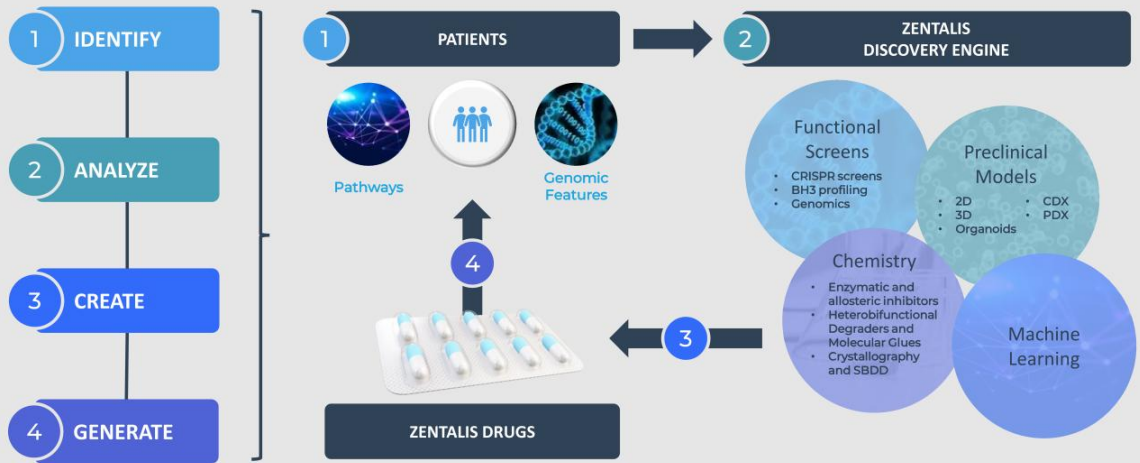 1 IDENTIFY
2 ANALYZE
3 CREATE
4 GENERATE
1 PATIENTS
Pathways
Genomic
Features
4
ZENTALIS DRUGS
2 ZENTALIS
DISCOVERY ENGINE
Functional
Screens
• CRISPR screens
• BH3 profiling
• Genomics
Preclinical
Models
• 2D • CDX
• 3D • PDX
• Organoids
Chemistry
• Enzymatic and
allosteric inhibitors
• Heterobifunctional
Degraders and
Molecular Glues
• Crystallography
and SBDD
Machine
Learning
3